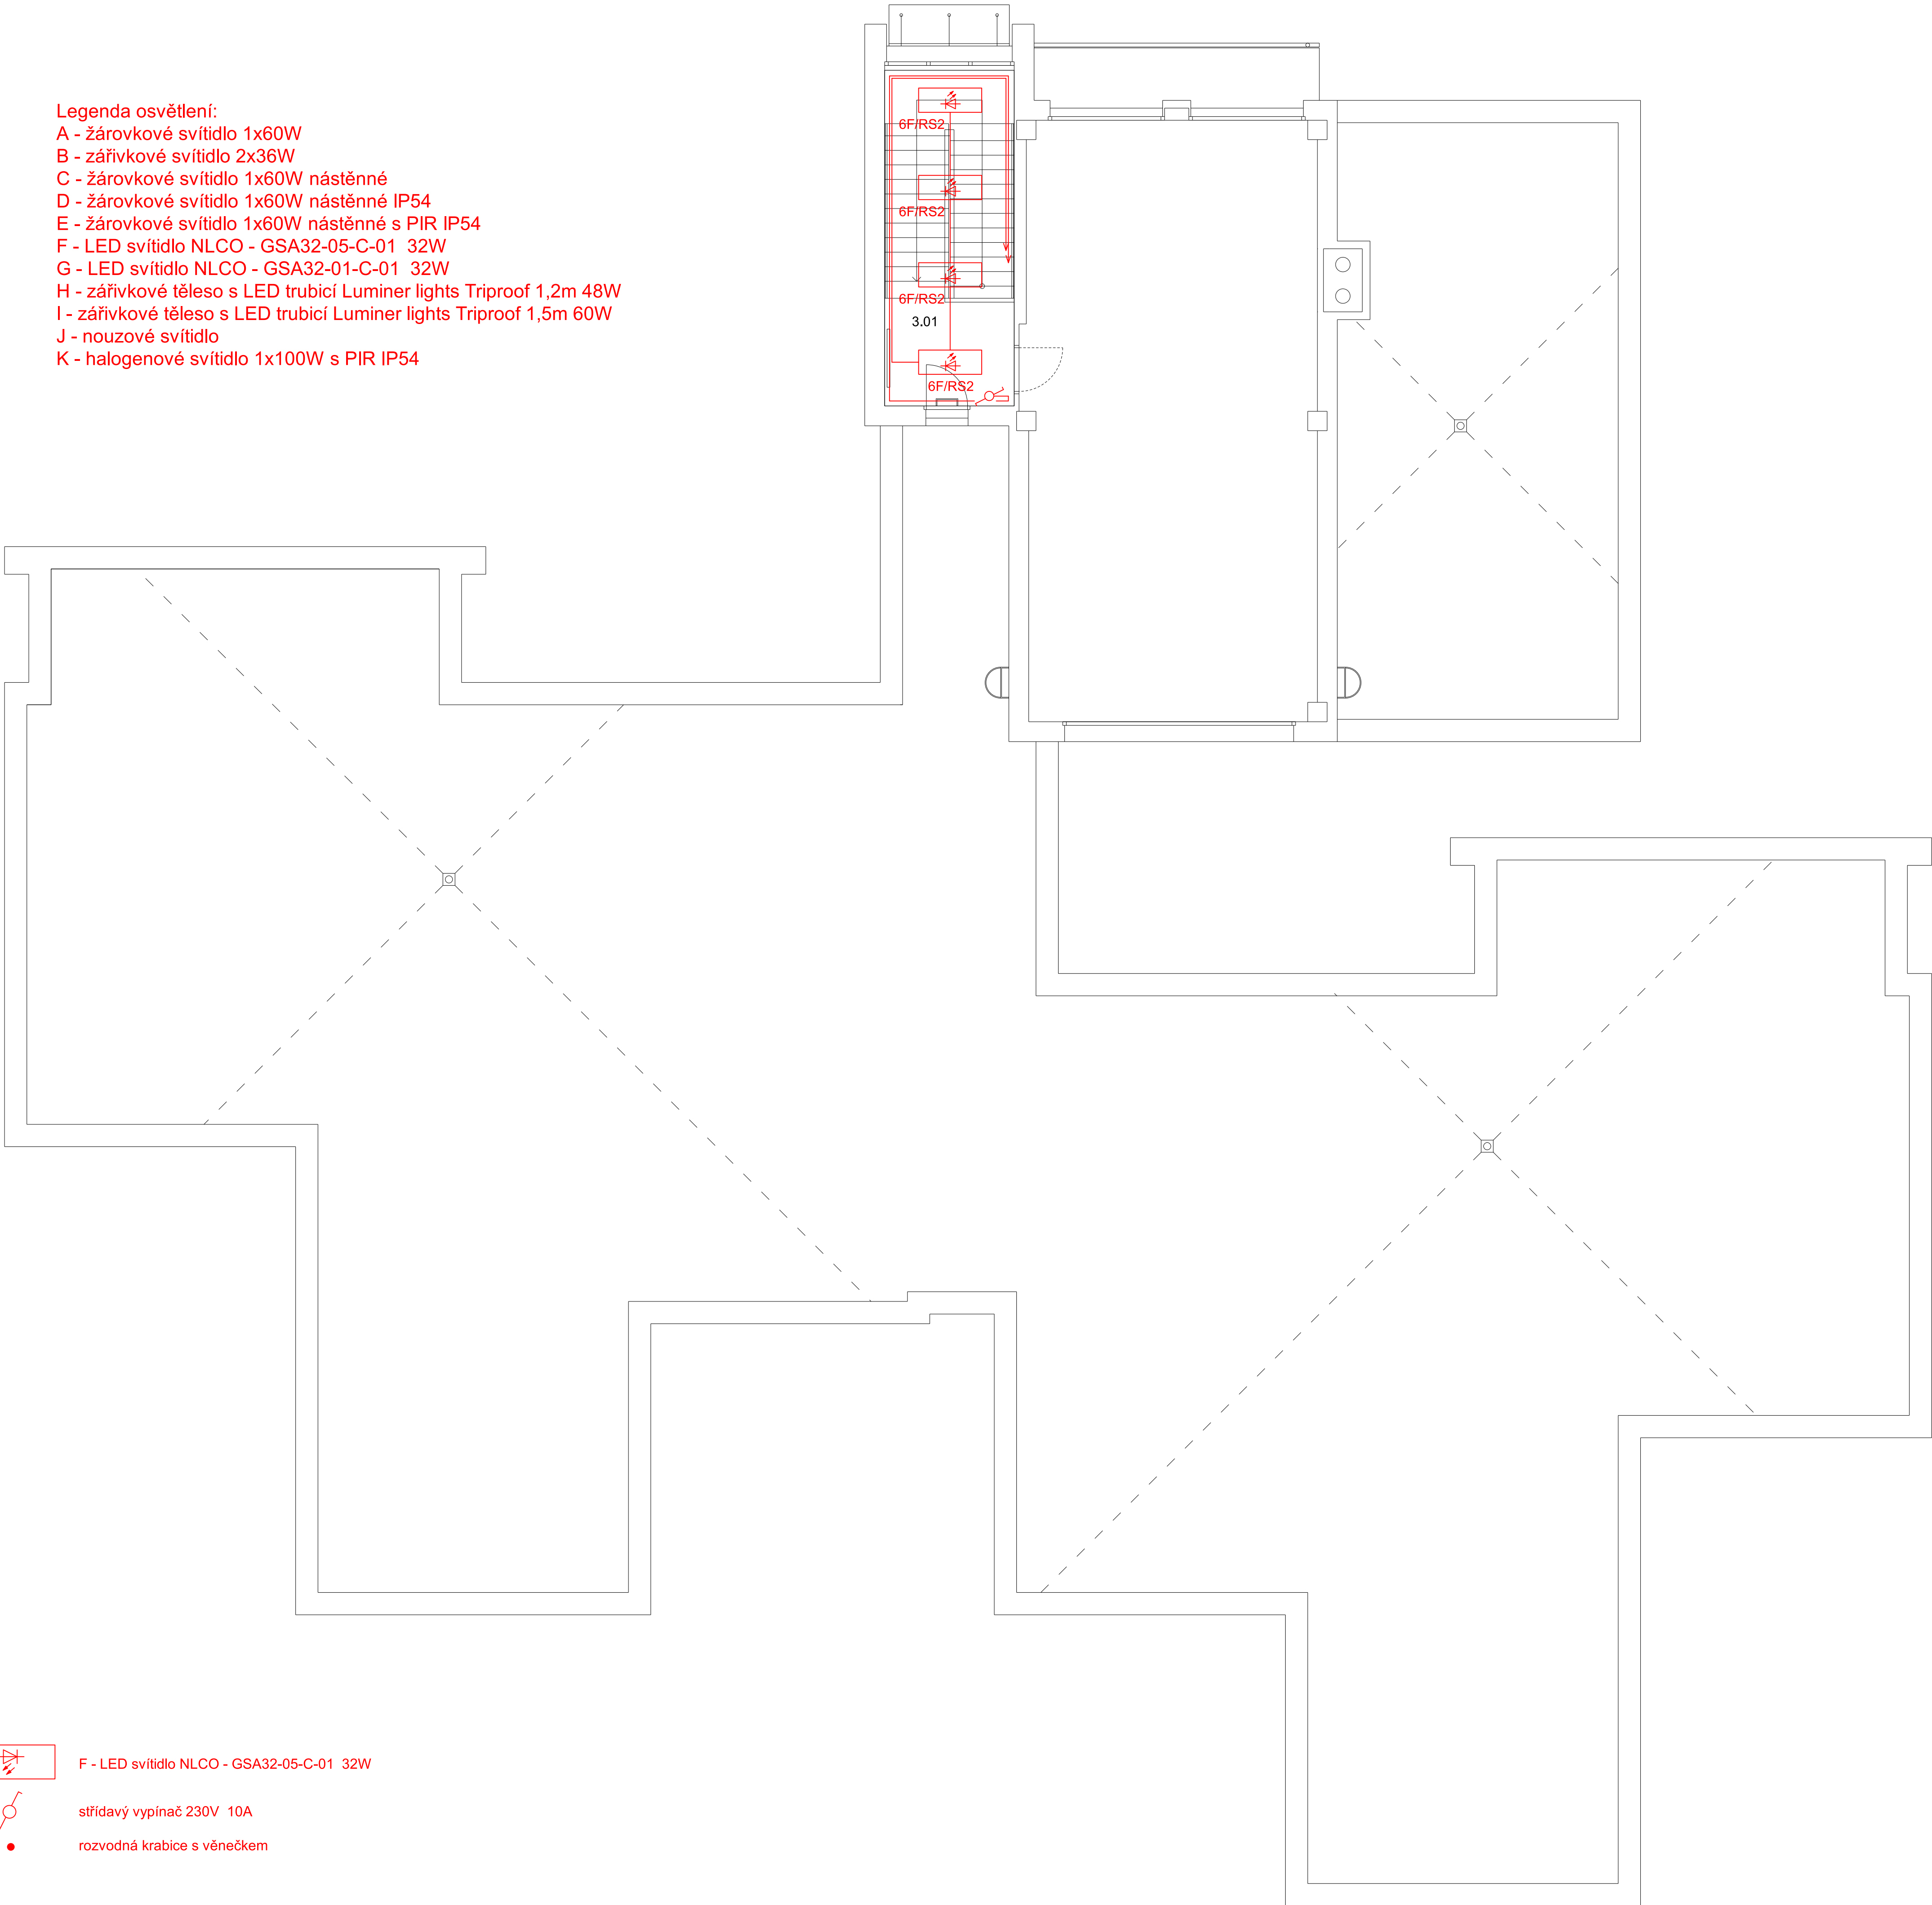 Legenda osvětlení:
A - žárovkové svítidlo 1x60W
B - zářivkové svítidlo 2x36W
C - žárovkové svítidlo 1x60W nástěnné
D - žárovkové svítidlo 1x60W nástěnné IP54
E - žárovkové svítidlo 1x60W nástěnné s PIR IP54
F - LED svítidlo NLCO - GSA32-05-C-01  32W
G - LED svítidlo NLCO - GSA32-01-C-01  32W
H - zářivkové těleso s LED trubicí Luminer lights Triproof 1,2m 48W
I - zářivkové těleso s LED trubicí Luminer lights Triproof 1,5m 60W
J - nouzové svítidlo
K - halogenové svítidlo 1x100W s PIR IP54
6F/RS2
6F/RS2
6F/RS2
3.01
6F/RS2
F - LED svítidlo NLCO - GSA32-05-C-01  32W
střídavý vypínač 230V  10A
rozvodná krabice s věnečkem